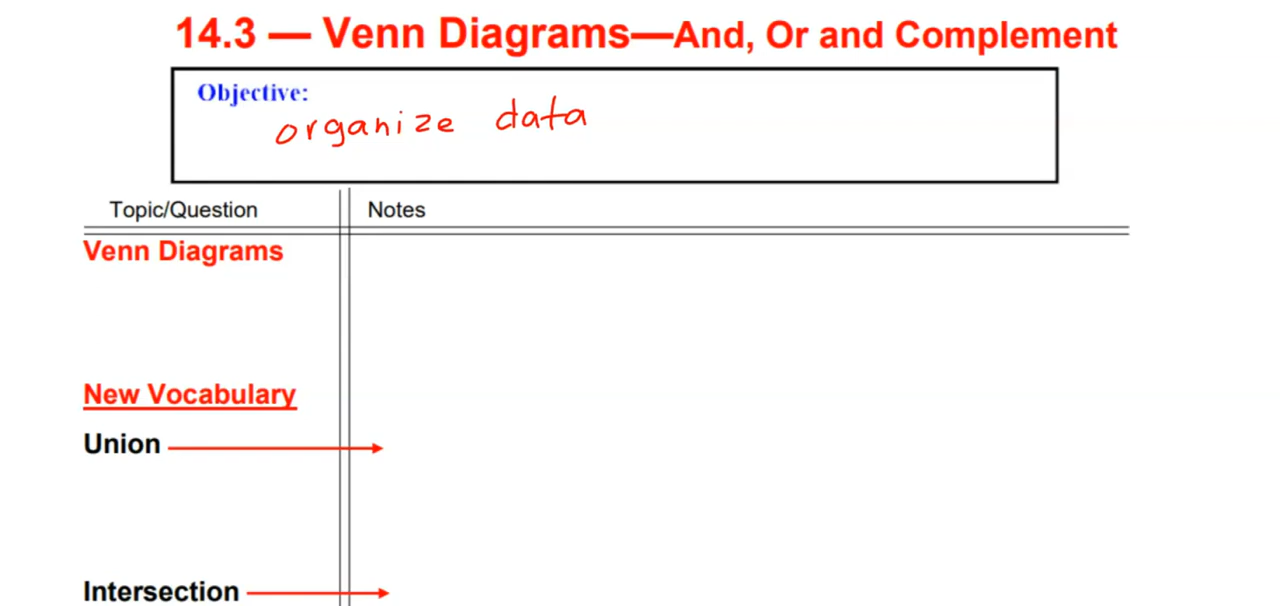 14.3 — Venn Diagrams—And, Or and Complement
Objective:
organize data
Topic/Question Notes
Venn Diagrams
New Vocabulary
Union
Intersection